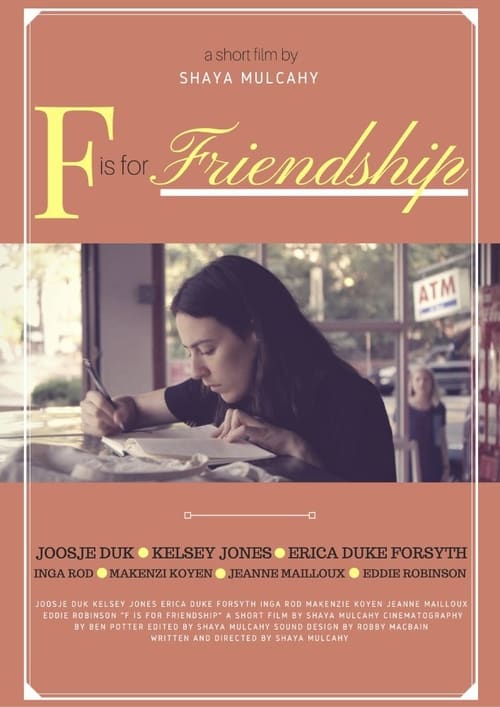 a short film by
SHAYA MULCAHY
F is for Friendship
ATM
JOOSJE DUK KELSEY JONES ERICA DUKE FORSYTH
INGA ROD MAKENZI KOYEN JEANNE MAILLOUX EDDIE ROBINSON
JOOSJE DUK KELSEY JONES ERICA DUKE FORSYTH INGA ROD MAKENZIE KOYEN JEANNE MAILLOUX
EDDIE ROBINSON "F IS FOR FRIENDSHIP" A SHORT FILM BY SHAYA MULCAHY CINEMATOGRAPHY
BY BEN POTTER EDITED BY SHAYA MULCAHY SOUND DESIGN BY ROBBY MACBAIN
WRITTEN AND DIRECTED BY SHAYA MULCAHY